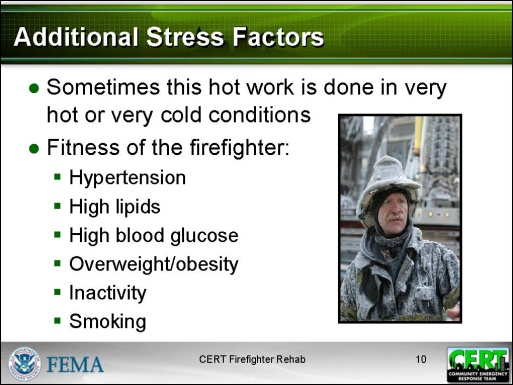 Additional Stress Factors
Sometimes this hot work is done in very
hot or very cold conditions
Fitness of the firefighter:
Hypertension
High lipids
High blood glucose
Overweight/obesity
Inactivity
Smoking
FEMA
CERT Firefighter Rehab
10
CERT
COMMUNITY EMERGENCY
RESPONSE TEAM